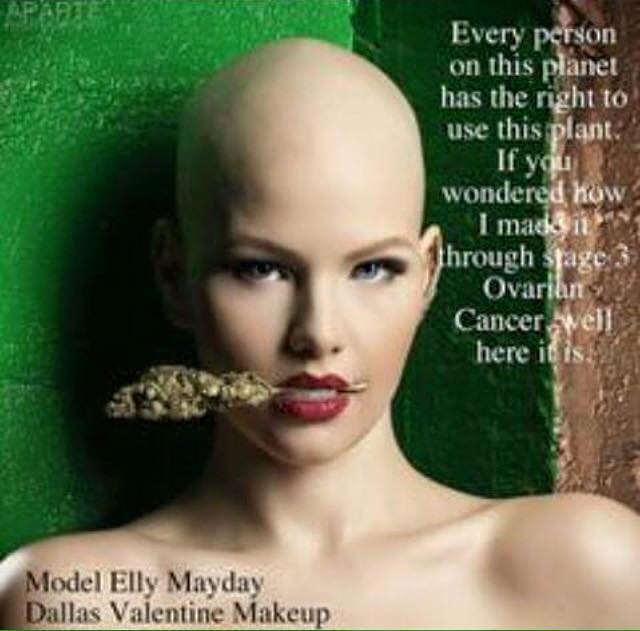 APARTE
Every person
on this planet
has the right to
use this plant.
If you
wondered how
I made it
through stage 3
Ovarian
Cancer, well
here it is.
Model Elly Mayday
Dallas Valentine Makeup